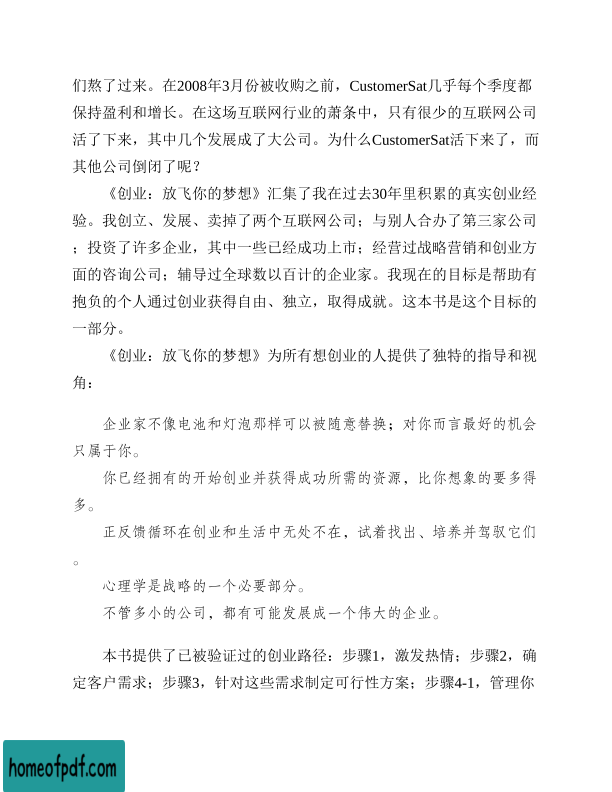 们熬了过来。在2008年3月份被收购之前，CustomerSat几乎每个季度都
保持盈利和增长。在这场互联网行业的萧条中，只有很少的互联网公司
活了下来，其中几个发展成了大公司。为什么CustomerSat活下来了，而
其他公司倒闭了呢？
《创业：放飞你的梦想》汇集了我在过去30年里积累的真实创业经
验。我创立、发展、卖掉了两个互联网公司；与别人合办了第三家公司
；投资了许多企业，其中一些已经成功上市；经营过战略营销和创业方
面的咨询公司；辅导过全球数以百计的企业家。我现在的目标是帮助有
抱负的个人通过创业获得自由、独立，取得成就。这本书是这个目标的
一部分。
《创业：放飞你的梦想》为所有想创业的人提供了独特的指导和视
角：
企业家不像电池和灯泡那样可以被随意替换；对你而言最好的机会
只属于你。
你已经拥有的开始创业并获得成功所需的资源，比你想象的要多得
多。
正反馈循环在创业和生活中无处不在，试着找出、培养并驾驭它们
。
心理学是战略的一个必要部分。
不管多小的公司，都有可能发展成一个伟大的企业。
本书提供了已被验证过的创业路径：步骤1，激发热情；步骤2，确
定客户需求；步骤3，针对这些需求制定可行性方案；步骤4-1，管理你
homeofpdf.com